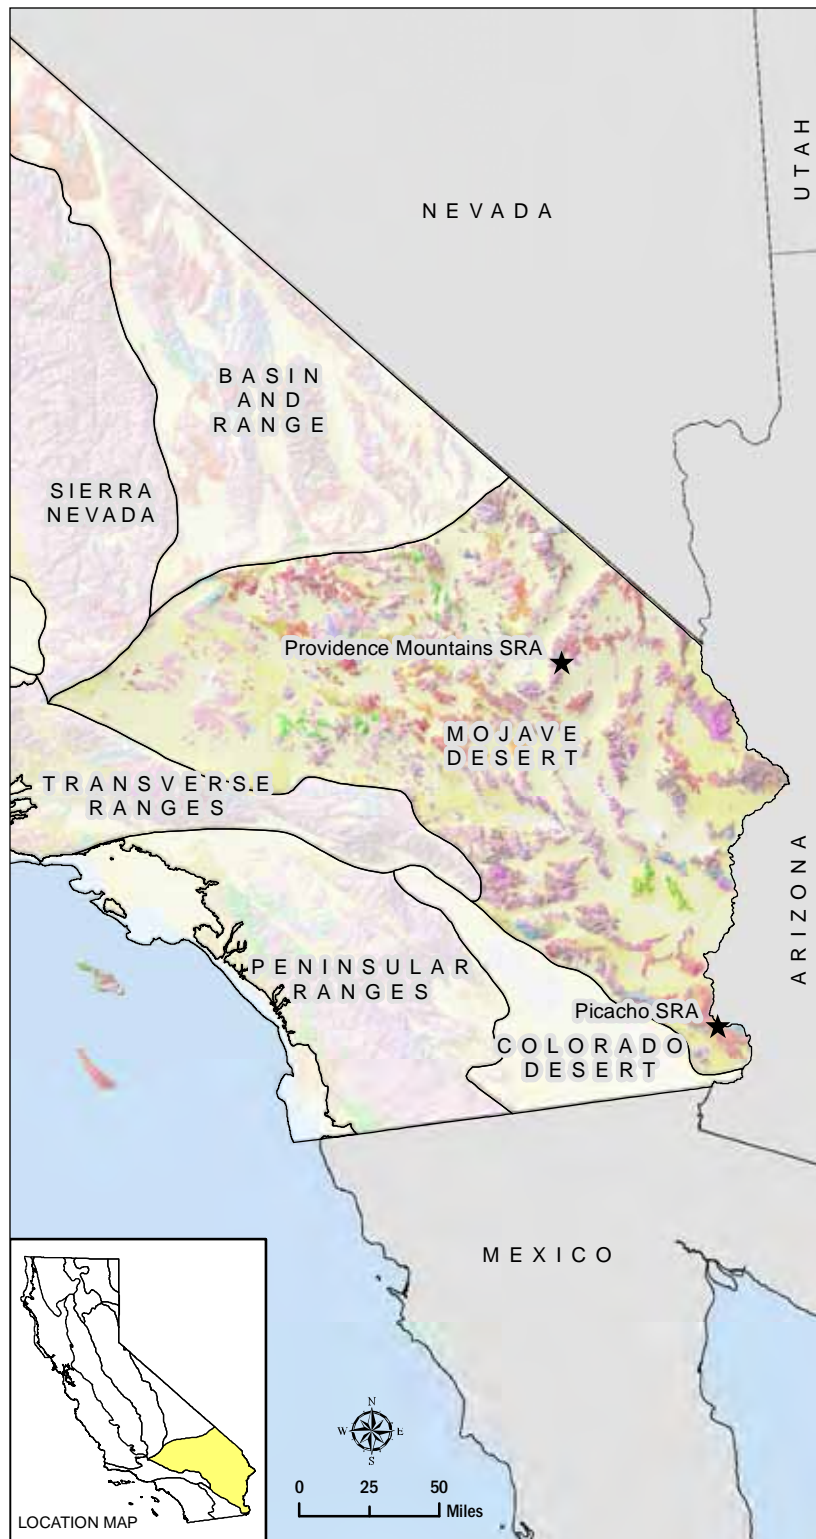 UTAH
NEVADA
BASIN
AND
RANGE
SIERRA
NEVADA
Providence Mountains SRA
MOJAVE
DESERT
TRANSVERSE
RANGES
ARIZONA
PENINSULAR
RANGES
Picacho SRA
COLORADO
DESERT
MEXICO
N
W E
S
0 25 50
Miles
LOCATION MAP